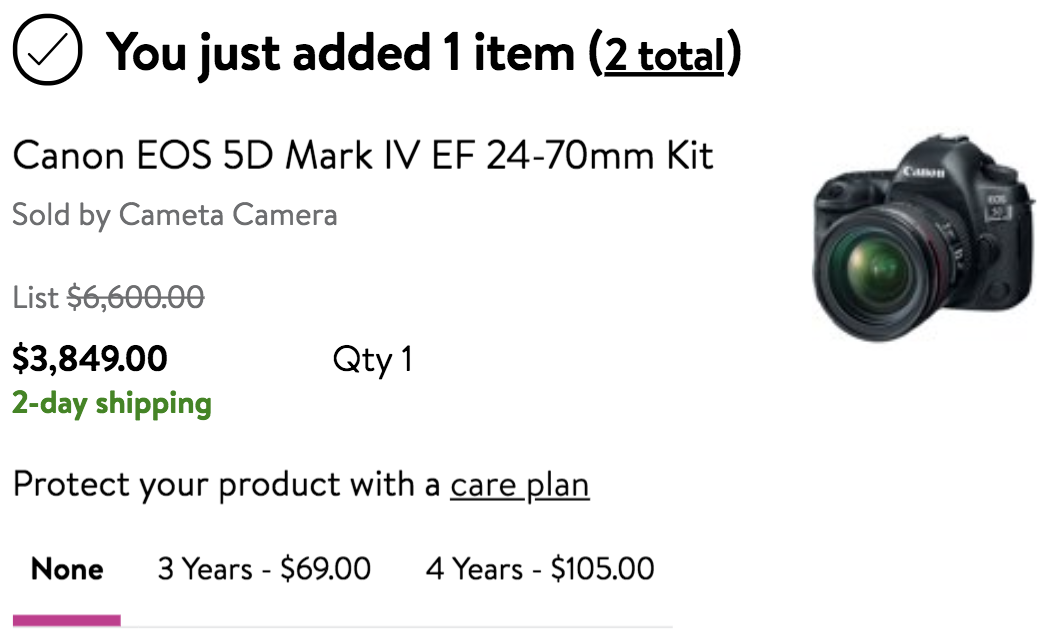 You just added 1 item (2 total)
Canon EOS 5D Mark IV EF 24-70mm Kit
Sold by Cameta Camera
Canon
EOS
5D
List $6,600.00
$3,849.00 Qty 1
2-day shipping
Protect your product with a care plan
None 3 Years - $69.00 4 Years - $105.00